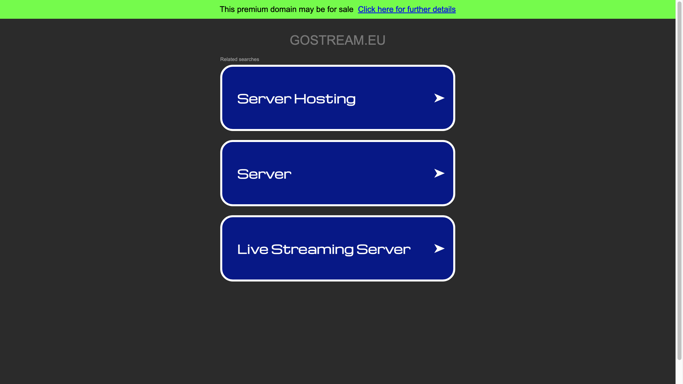 This premium domain may be for sale Click here for further details
GOSTREAM.EU
Related searches
Server Hosting
Server
Live Streaming Server